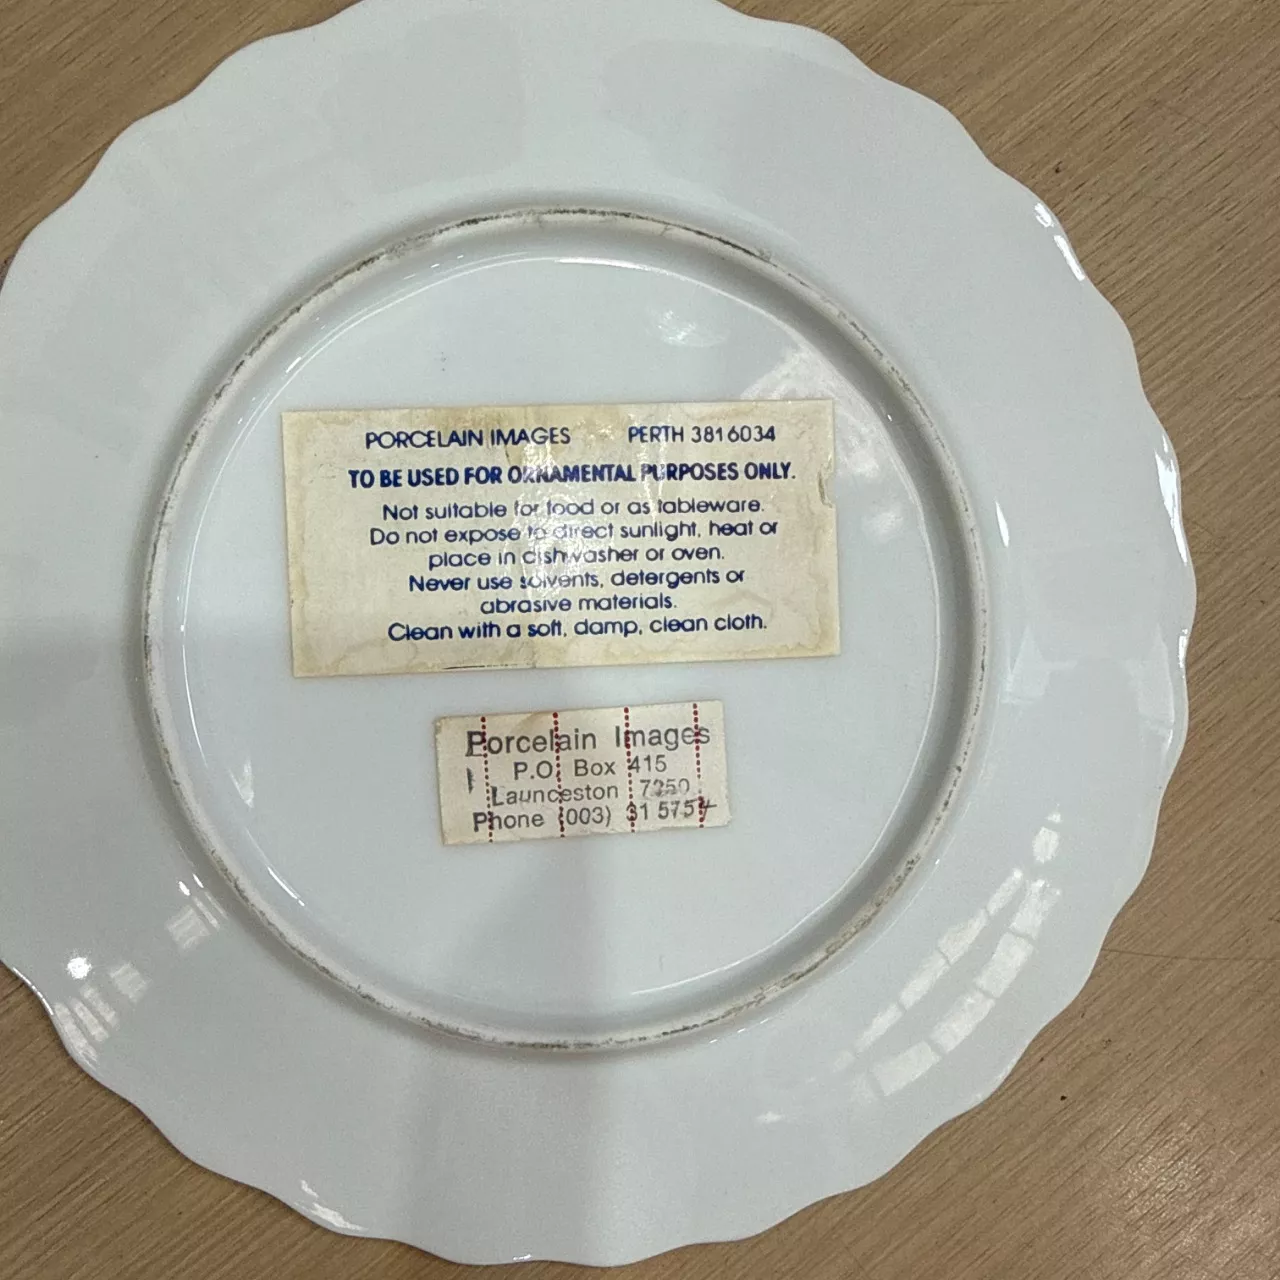 PORCELAIN IMAGES PERTH 3816034
TO BE USED FOR ORNAMENTAL PURPOSES ONLY.
Not suitable for food or as tableware.
Do not expose to direct sunlight, heat or
place in dishwasher or oven.
Never use solvents, detergents or
abrasive materials.
Clean with a soft, damp, clean cloth.
Porcelain Images
P.O. Box 415
Launceston 7250
Phone (003) 31 5754